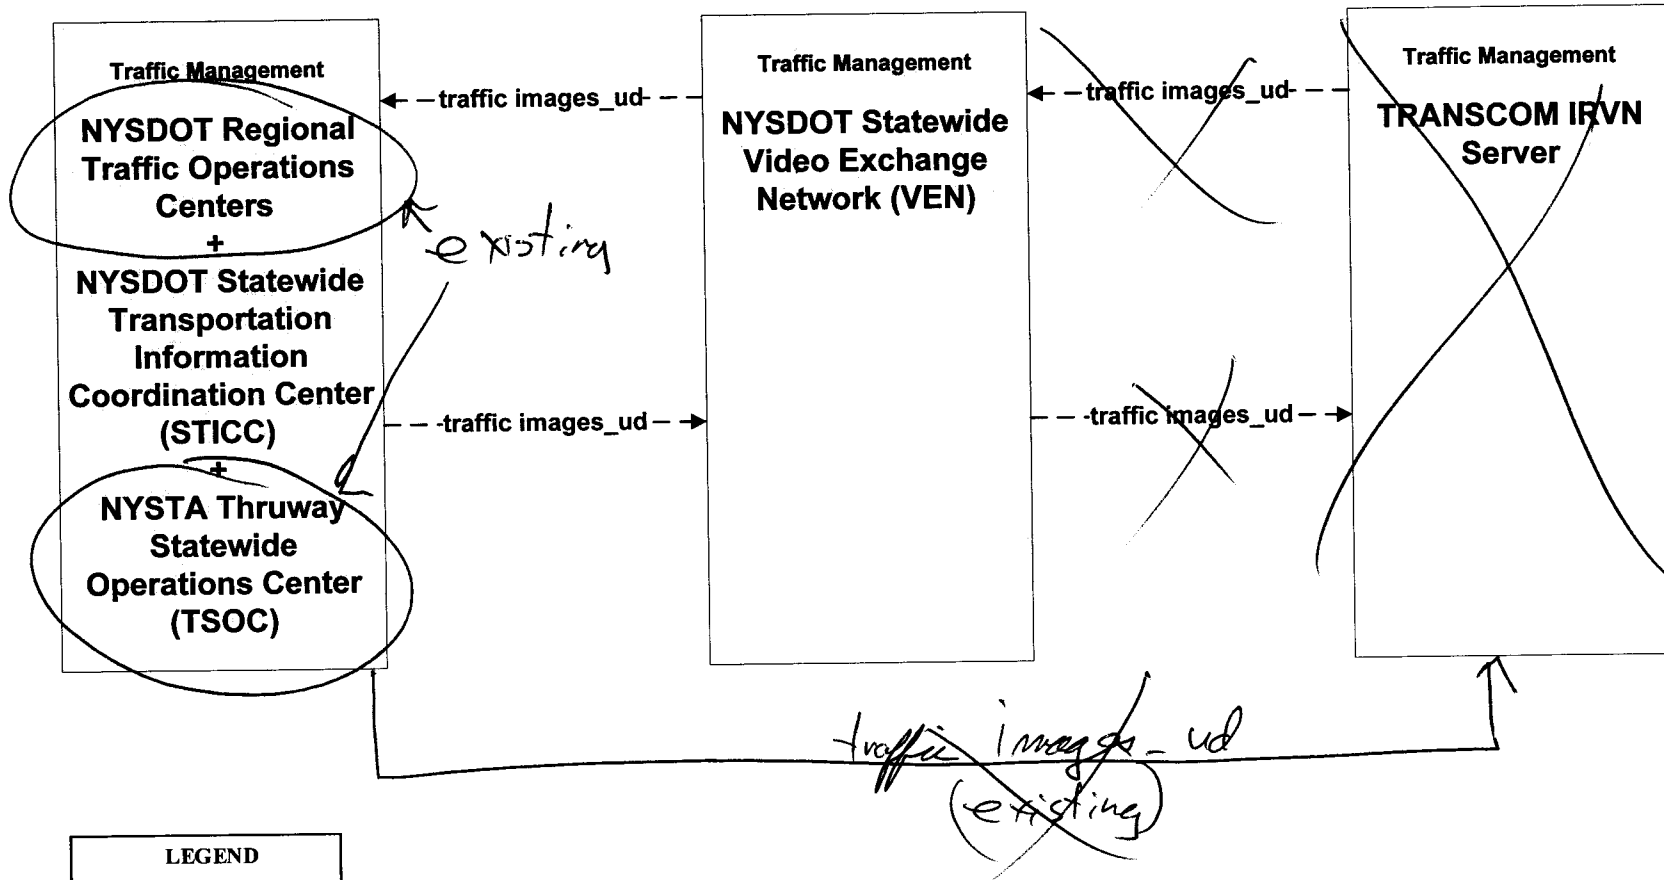 Traffic Management
NYSDOT Regional
Traffic Operations
Centers
+
NYSDOT Statewide
Transportation
Information
Coordination Center
(STICC)
+
NYSTA Thruway
Statewide
Operations Center
(TSOC)
existing
traffic images_ud
traffic images_ud
Traffic Management
NYSDOT Statewide
Video Exchange
Network (VEN)
traffic images_ud
traffic images_ud
Traffic Management
TRANSCOM IRVN
Server
traffic images_ud
(existing)
LEGEND